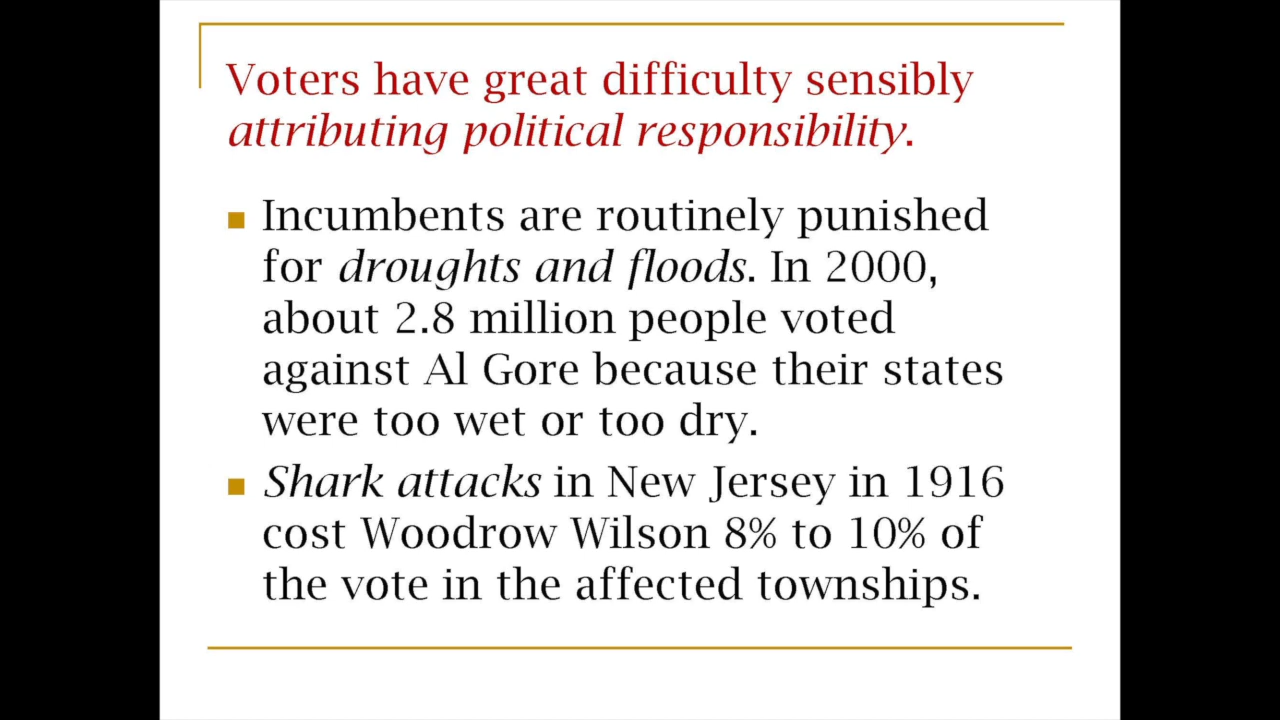 Voters have great difficulty sensibly
attributing political responsibility.
Incumbents are routinely punished
for droughts and floods. In 2000,
about 2.8 million people voted
against Al Gore because their states
were too wet or too dry.
Shark attacks in New Jersey in 1916
cost Woodrow Wilson 8% to 10% of
the vote in the affected townships.